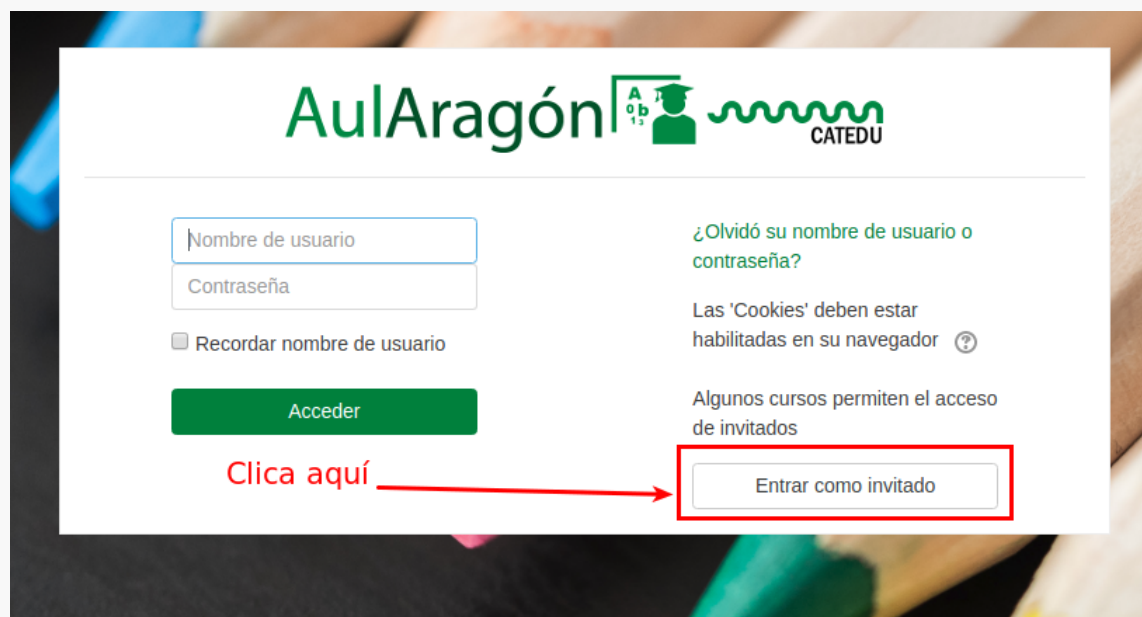 AulAragón
A
0 b
1 3
CATEDU
Nombre de usuario
Contraseña
Recordar nombre de usuario
Acceder
¿Olvidó su nombre de usuario o
contraseña?
Las 'Cookies' deben estar
habilitadas en su navegador
Algunos cursos permiten el acceso
de invitados
Entrar como invitado
Clica aquí